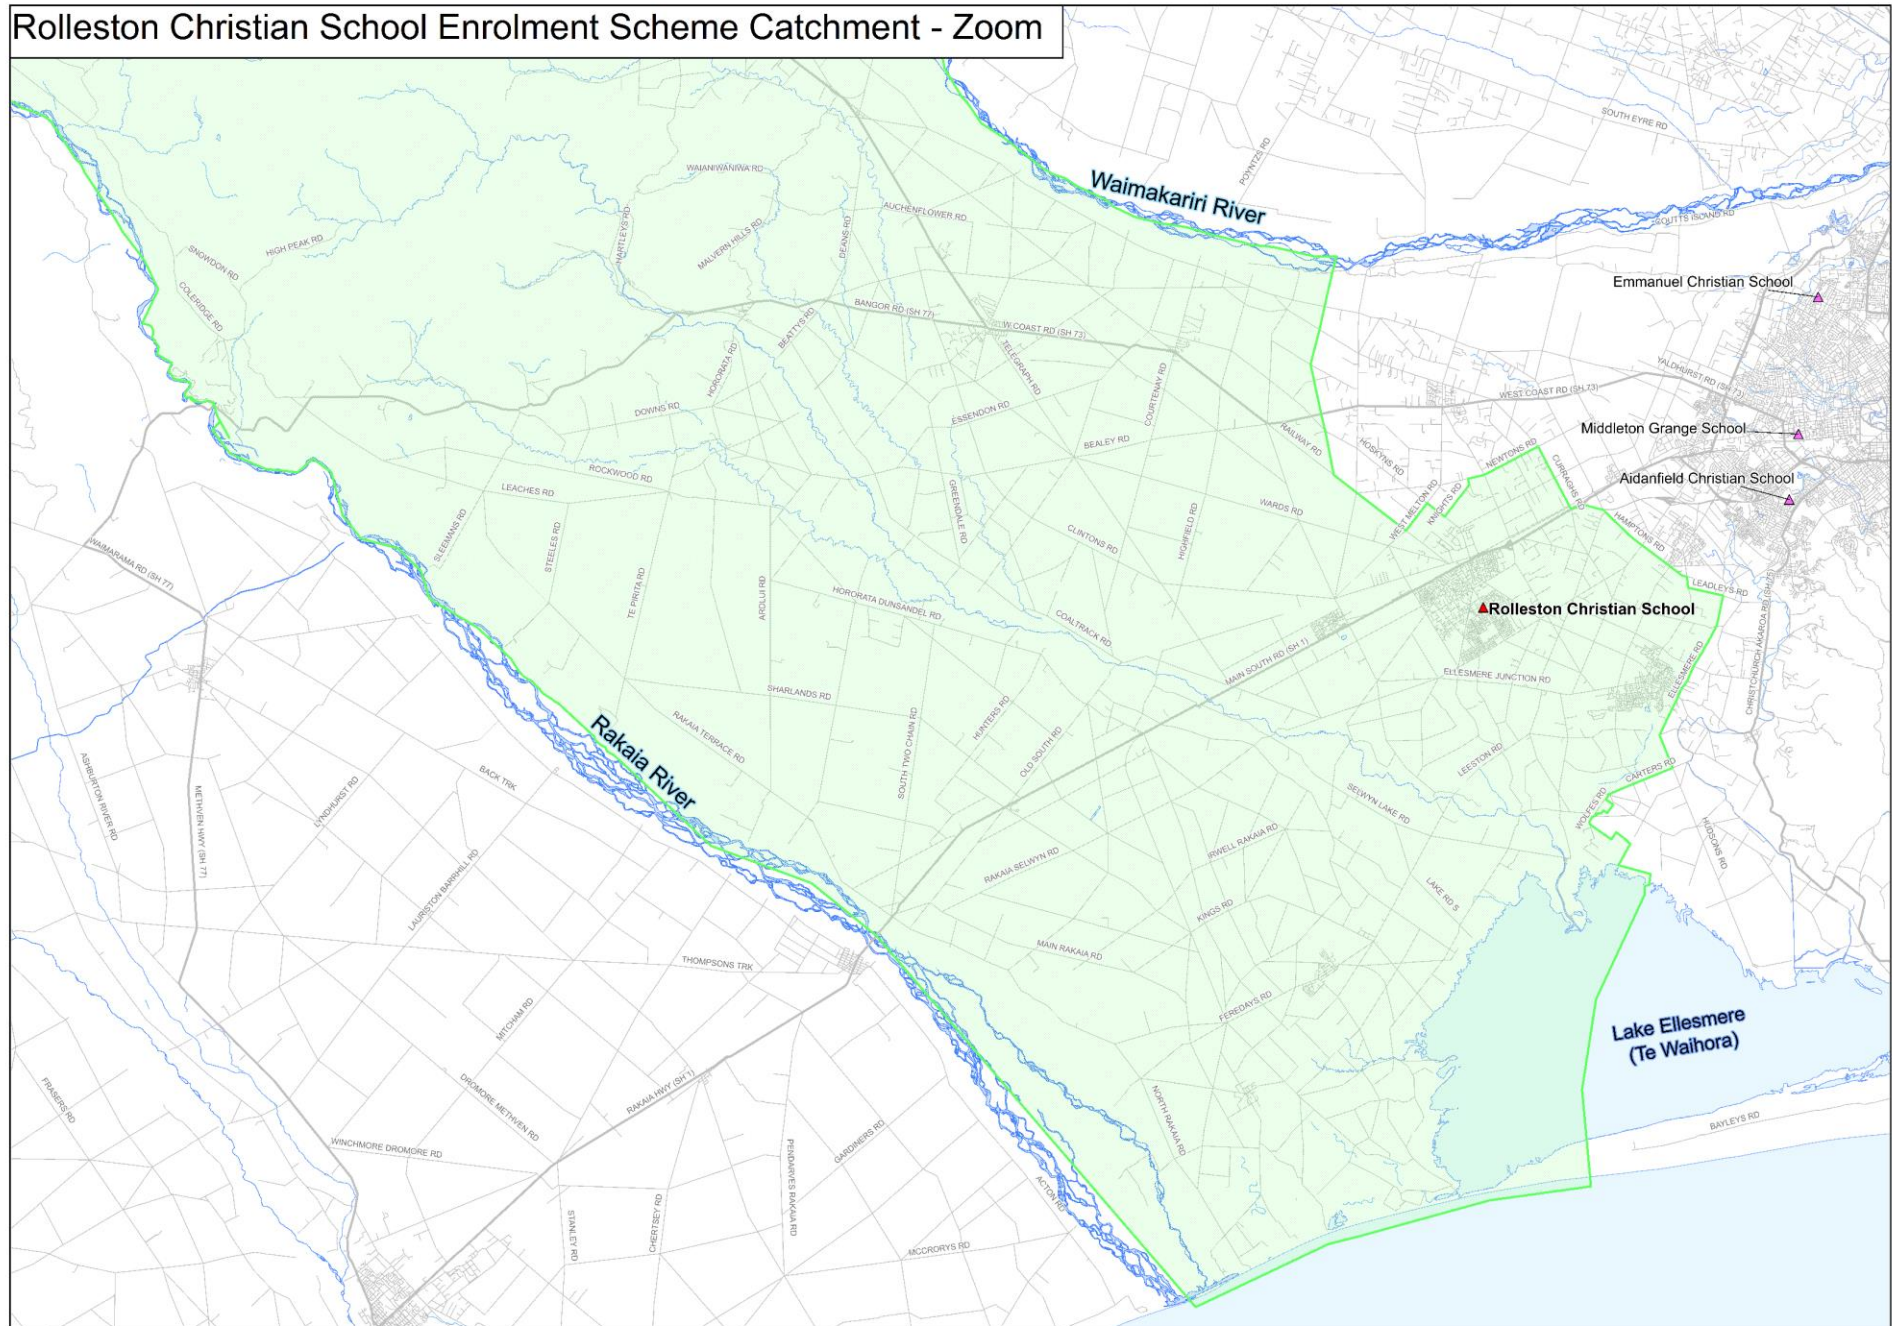 Rolleston Christian School Enrolment Scheme Catchment - Zoom
SOUTH EYRE RD
POYNTZS RD
WAIANIWANIWA RD
Waimakariri River
AUCHENFLOWER RD
COUTTS ISLAND RD
HARTLEYS RD
MALVERN HILLS RD
DEANS RD
SNOWDON RD
HIGH PEAK RD
COLERIDGE RD
Emmanuel Christian School
BANGOR RD (SH 77)
W COAST RD (SH 73)
BEATTYS RD
HORORATA RD
TELEGRAPH RD
COURTENAY RD
YALDHURST RD (SH 73)
WEST COAST RD (SH 73)
DOWNS RD
ESSENDON RD
BEALEY RD
RAILWAY RD
HOSKYNS RD
NEWTONS RD
Middleton Grange School
CURRAGHS RD
Aidanfield Christian School
ROCKWOOD RD
LEACHES RD
GREENDALE RD
WARDS RD
WEST MELTON RD
KNIGHTS RD
HIGHFIELD RD
CLINTONS RD
HAMPTONS RD
SLEEMANS RD
STEELES RD
WAIMARAMA RD (SH 77)
TE PIRITA RD
ARDLUI RD
HORORATA DUNSANDEL RD
COALTRACK RD
LEADLEYS RD
Rolleston Christian School
CHRISTCHURCH AKAROA RD (SH 75)
MAIN SOUTH RD (SH 1)
ELLESMERE JUNCTION RD
ELLESMERE RD
SHARLANDS RD
RAKAIA TERRACE RD
HUNTERS RD
SOUTH TWO CHAIN RD
OLD SOUTH RD
Rakaia River
LEESTON RD
CARTERS RD
ASHBURTON RIVER RD
BACK TRK
LYNDHURST RD
METHVEN HWY (SH 77)
SELWYN LAKE RD
WOLFES RD
HUDSONS RD
IRWELL RAKAIA RD
RAKAIA SELWYN RD
LAURISTON BARRHILL RD
LAKE RD S
KINGS RD
MAIN RAKAIA RD
THOMPSONS TRK
FEREDAYS RD
MITCHAM RD
Lake Ellesmere
(Te Waihora)
FRASERS RD
DROMORE METHVEN RD
RAKAIA HWY (SH 1)
NORTH RAKAIA RD
BAYLEYS RD
WINCHMORE DROMORE RD
PENDARVES RAKAIA RD
GARDINERS RD
ACTON RD
STANLEY RD
CHERTSEY RD
MCCRORYS RD